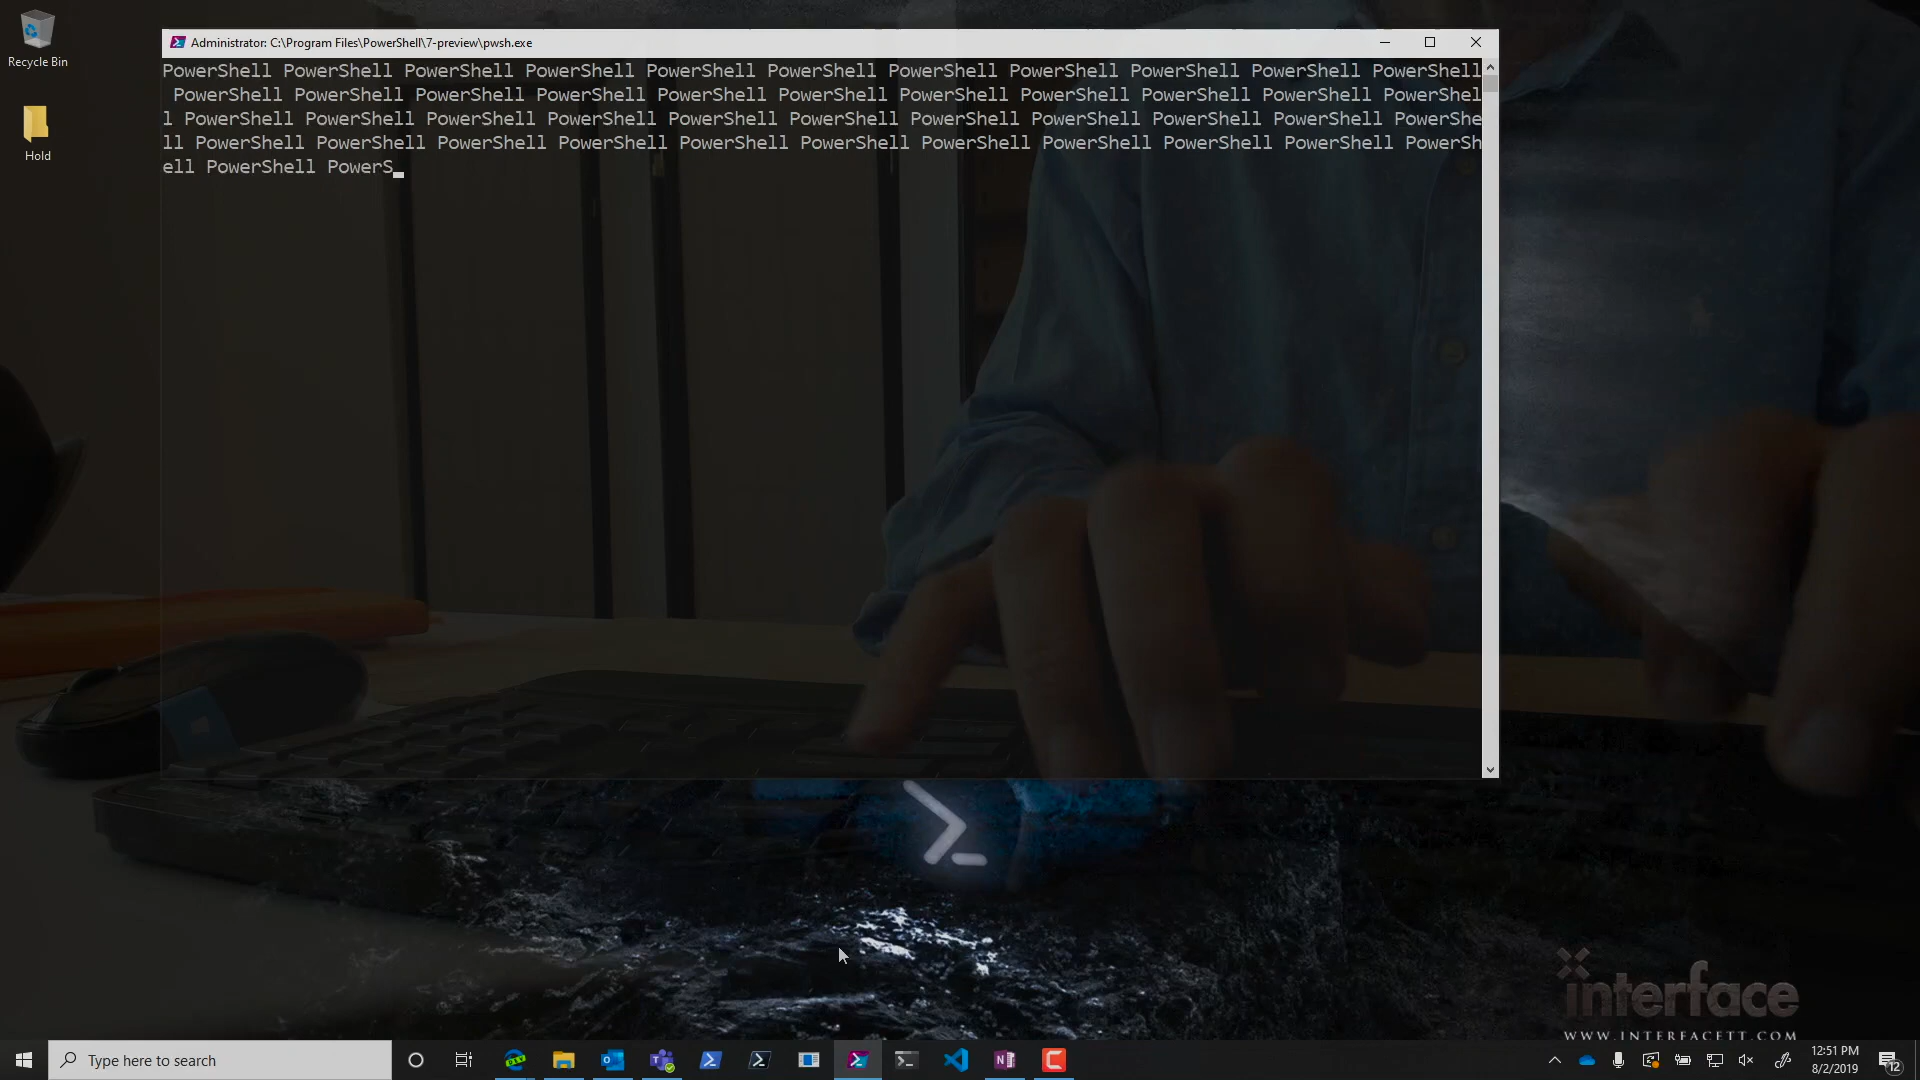 Recycle Bin
Hold
Administrator: C:\Program Files\PowerShell\7-preview\pwsh.exe
PowerShell PowerShell PowerShell PowerShell PowerShell PowerShell PowerShell PowerShell PowerShell PowerShell PowerShell
PowerShell PowerShell PowerShell PowerShell PowerShell PowerShell PowerShell PowerShell PowerShell PowerShell PowerShel
l PowerShell PowerShell PowerShell PowerShell PowerShell PowerShell PowerShell PowerShell PowerShell PowerShell PowerShe
ll PowerShell PowerShell PowerShell PowerShell PowerShell PowerShell PowerShell PowerShell PowerShell PowerShell PowerSh
ell PowerShell PowerS
interface
WWW.INTERFACETT.COM
Type here to search
DEV
12:51 PM
8/2/2019
12